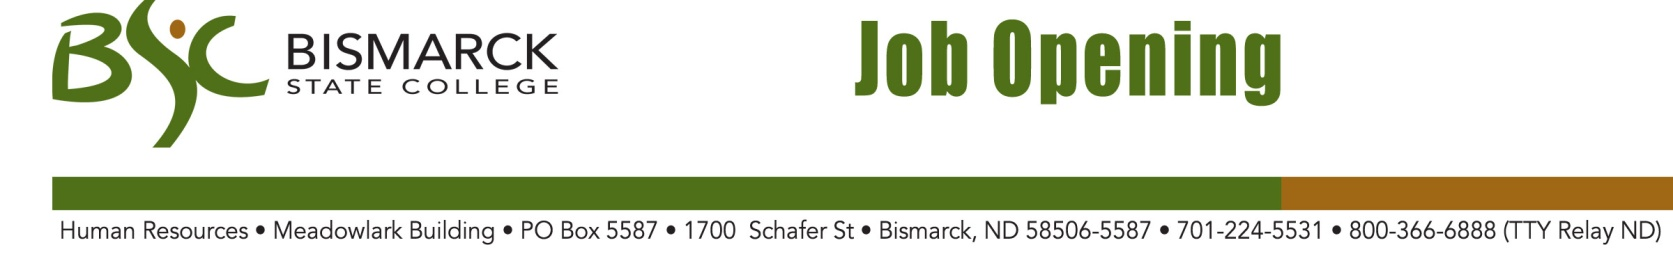 BSC BISMARCK
STATE COLLEGE
Job Opening
Human Resources • Meadowlark Building • PO Box 5587 • 1700 Schafer St • Bismarck, ND 58506-5587 • 701-224-5531 • 800-366-6888 (TTY Relay ND)